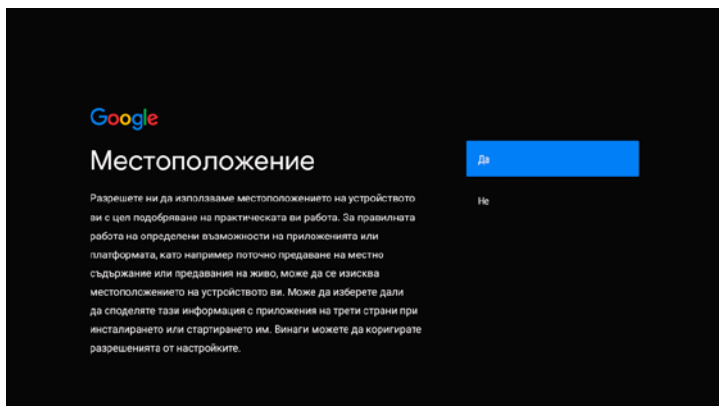 Google
Местоположение
Разрешете ни да използваме местоположението на устройството
ви с цел подобряване на практическата ви работа. За правилната
работа на определени възможности на приложенията или
платформата, като например поточно предаване на местно
съдържание или предавания на живо, може да се изисква
местоположението на устройството ви. Може да изберете дали
да споделяте тази информация с приложения на трети страни при
инсталирането или стартирането им. Винаги можете да коригирате
разрешенията от настройките.
Да
Не